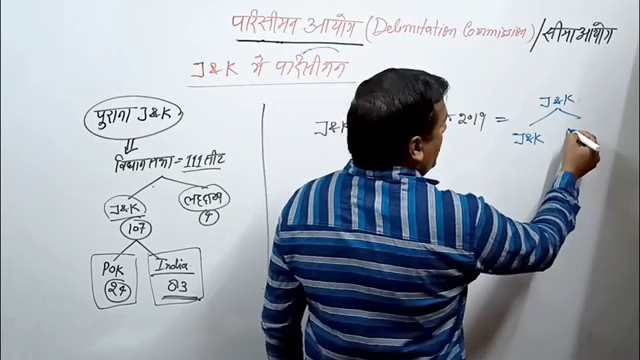 परिसीमन आयोग (Delimitation Commission) / सीमा आयोग
J&K में परिसीमन
पुराना J&K
विधानसभा = 111 सीट
J&K
107
लद्दाख
4
POK
24
India
83
J&K
2019 =
J&K
J&K